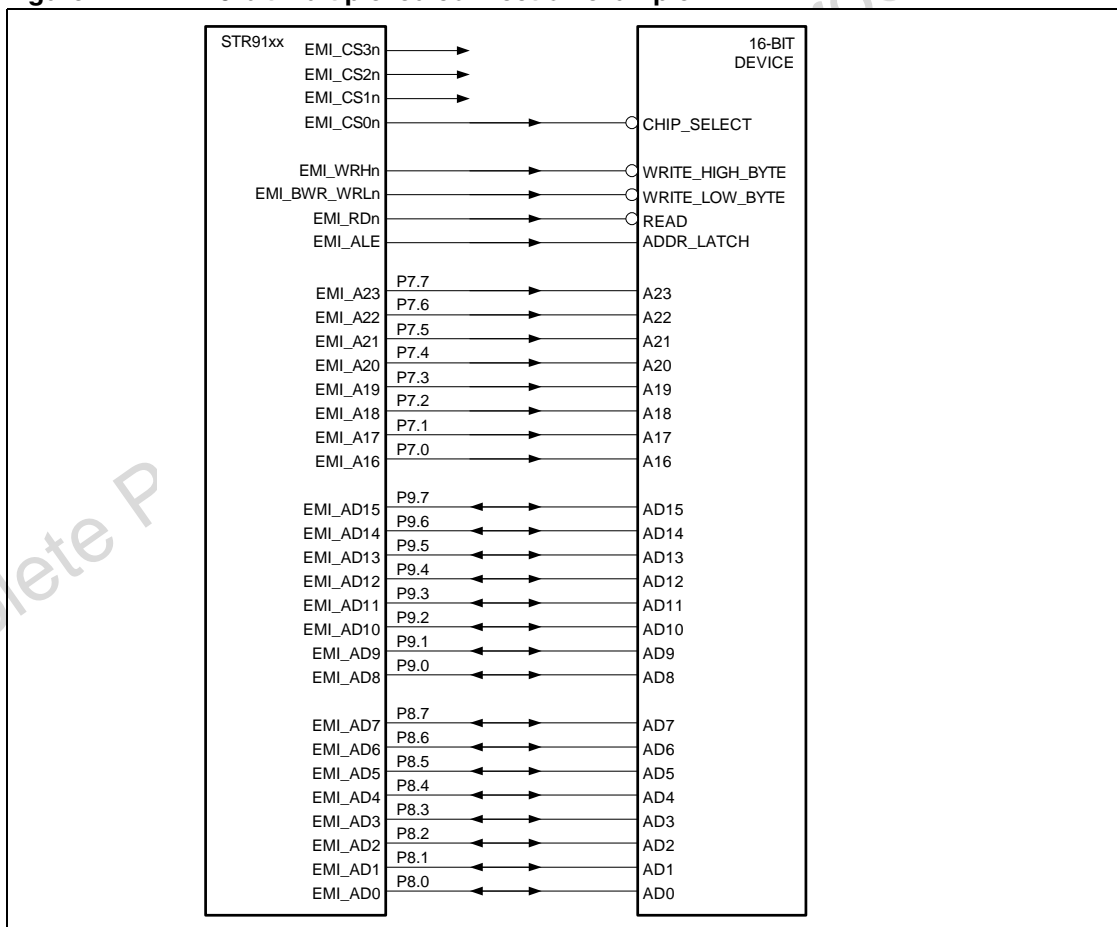 STR91xx
EMI_CS3n
EMI_CS2n
EMI_CS1n
EMI_CS0n
EMI_WRHn
EMI_BWR_WRLn
EMI_RDn
EMI_ALE
EMI_A23 P7.7
EMI_A22 P7.6
EMI_A21 P7.5
EMI_A20 P7.4
EMI_A19 P7.3
EMI_A18 P7.2
EMI_A17 P7.1
EMI_A16 P7.0
EMI_AD15 P9.7
EMI_AD14 P9.6
EMI_AD13 P9.5
EMI_AD12 P9.4
EMI_AD11 P9.3
EMI_AD10 P9.2
EMI_AD9 P9.1
EMI_AD8 P9.0
EMI_AD7 P8.7
EMI_AD6 P8.6
EMI_AD5 P8.5
EMI_AD4 P8.4
EMI_AD3 P8.3
EMI_AD2 P8.2
EMI_AD1 P8.1
EMI_AD0 P8.0
16-BIT
DEVICE
CHIP_SELECT
WRITE_HIGH_BYTE
WRITE_LOW_BYTE
READ
ADDR_LATCH
A23
A22
A21
A20
A19
A18
A17
A16
AD15
AD14
AD13
AD12
AD11
AD10
AD9
AD8
AD7
AD6
AD5
AD4
AD3
AD2
AD1
AD0
lete P